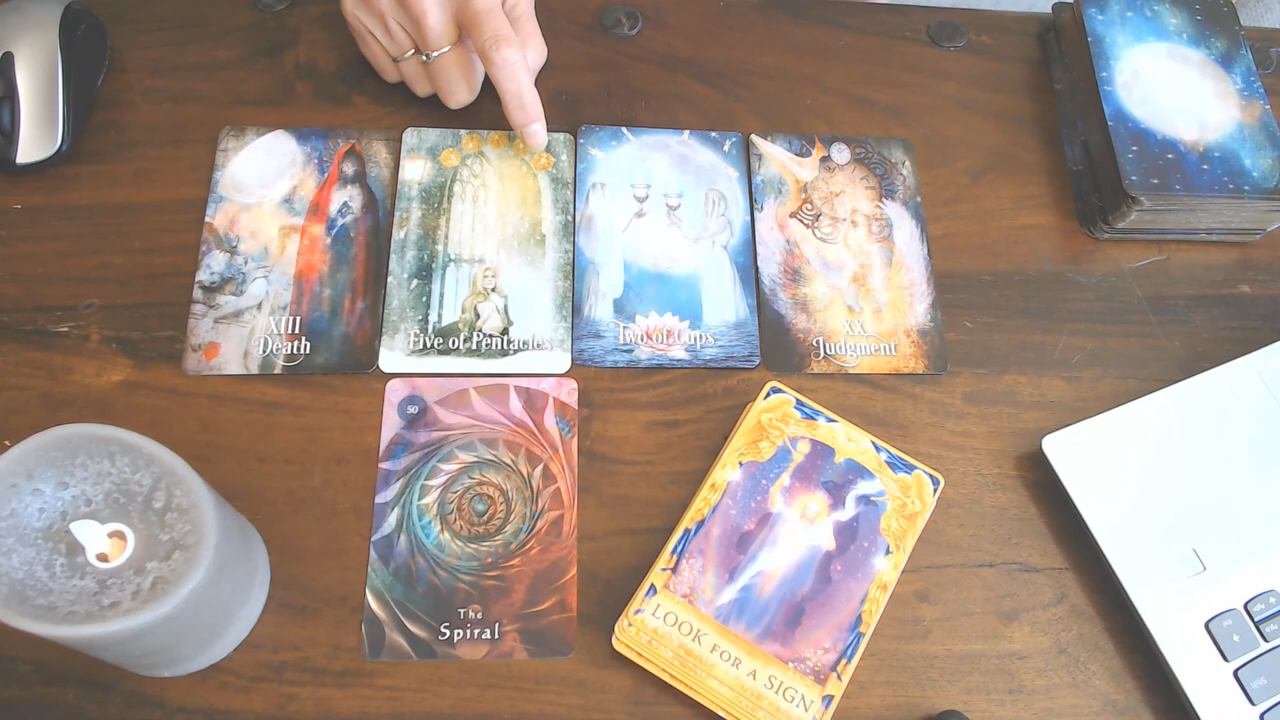 XIII
Death
Five of Pentacles
Two of Cups
XX
Judgment
50
The
Spiral
LOOK FOR A SIGN